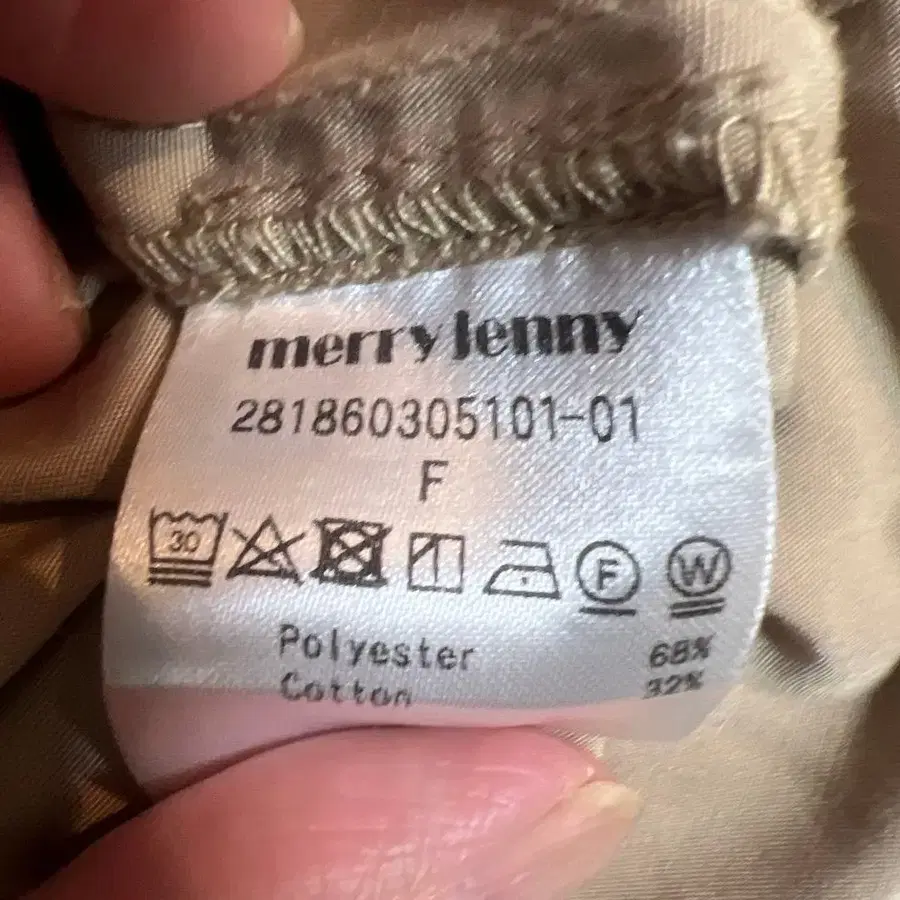 merry jenny
281860305101-01
F
30 F W
Polyester 68%
Cotton 32%